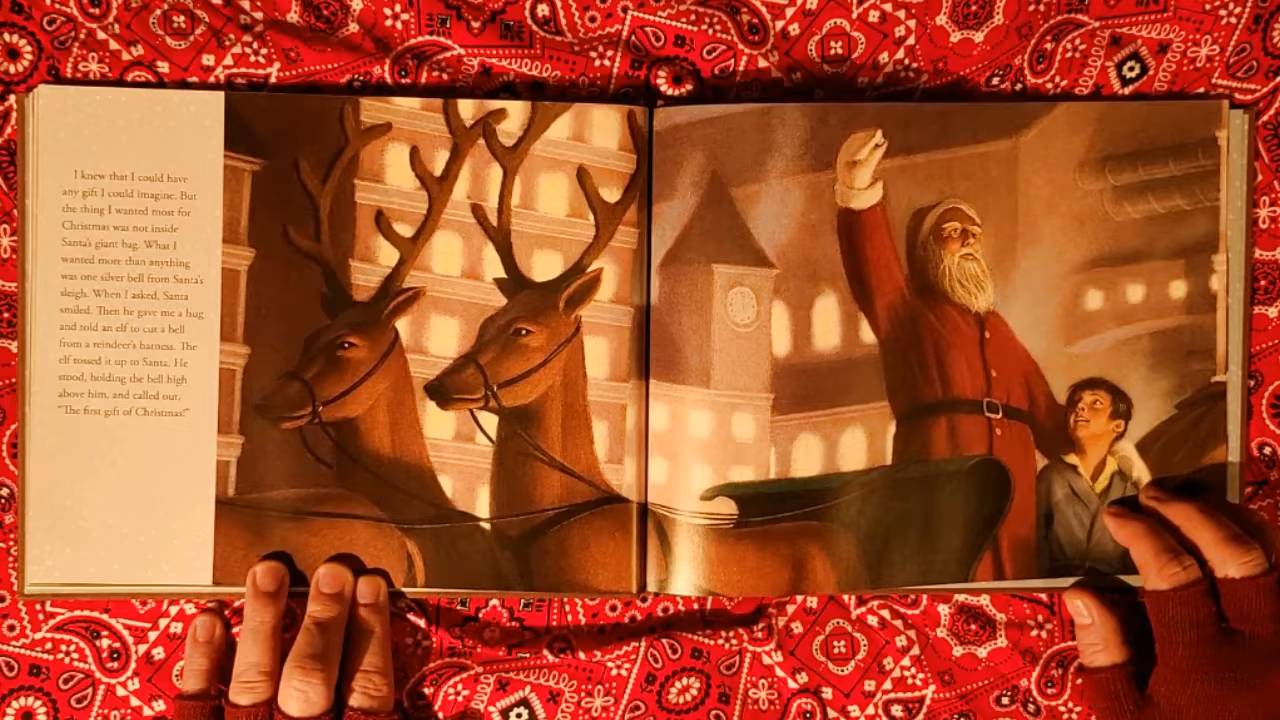 I knew that I could have
any gift I could imagine. But
the thing I wanted most for
Christmas was not inside
Santa's giant bag. What I
wanted more than anything
was one silver bell from Santa's
sleigh. When I asked, Santa
smiled. Then he gave me a hug
and told an elf to cut a bell
from a reindeer's harness. The
elf tossed it up to Santa. He
stood, holding the bell high
above him, and called out,
"The first gift of Christmas!"